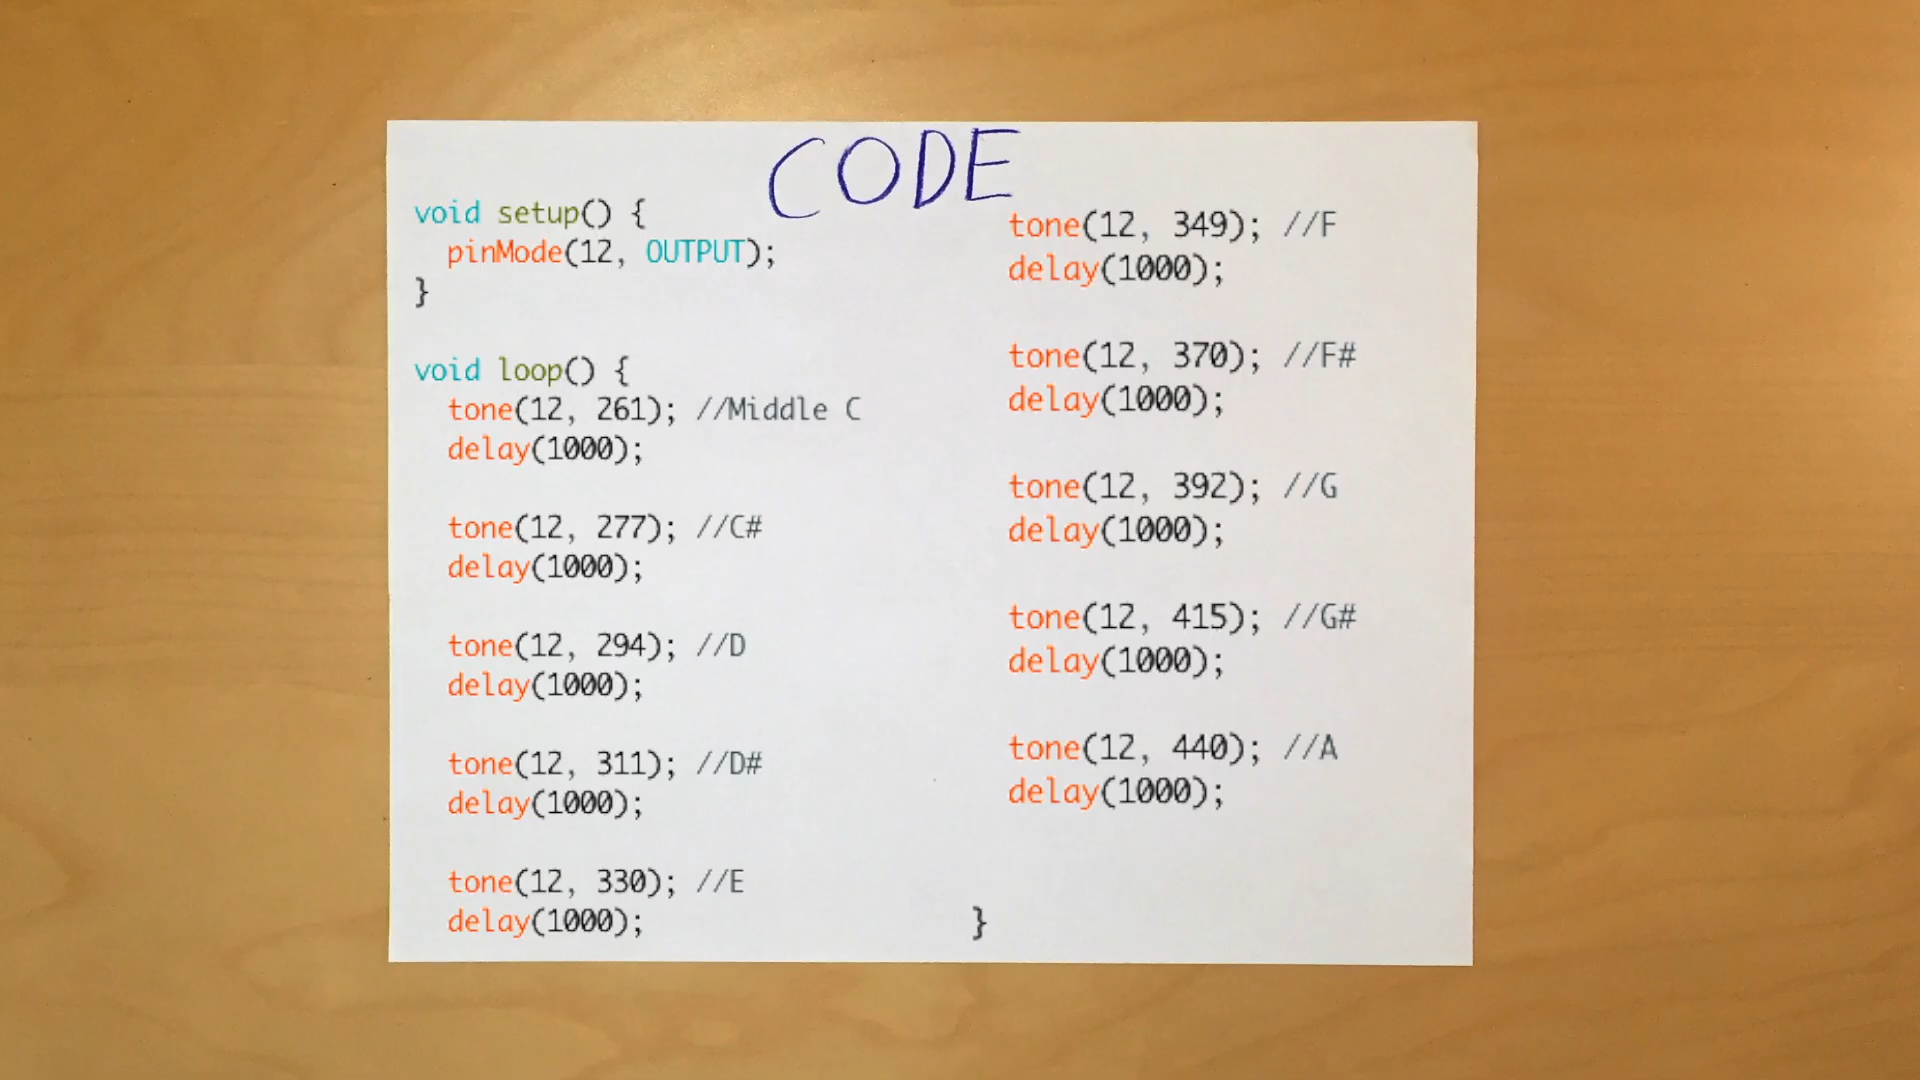 CODE
void setup() {
  pinMode(12, OUTPUT);
}
void loop() {
  tone(12, 261); //Middle C
  delay(1000);
  tone(12, 277); //C#
  delay(1000);
  tone(12, 294); //D
  delay(1000);
  tone(12, 311); //D#
  delay(1000);
  tone(12, 330); //E
  delay(1000);
  tone(12, 349); //F
  delay(1000);
  tone(12, 370); //F#
  delay(1000);
  tone(12, 392); //G
  delay(1000);
  tone(12, 415); //G#
  delay(1000);
  tone(12, 440); //A
  delay(1000);
}